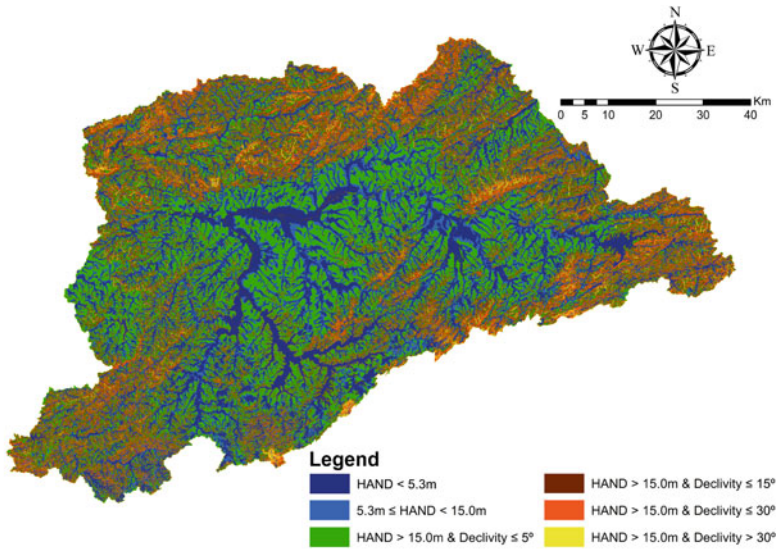 N
W E
S
Km
0 5 10 20 30 40
Legend
HAND < 5.3m
5.3m ≤ HAND < 15.0m
HAND > 15.0m & Declivity ≤ 5º
HAND > 15.0m & Declivity ≤ 15º
HAND > 15.0m & Declivity ≤ 30º
HAND > 15.0m & Declivity > 30º